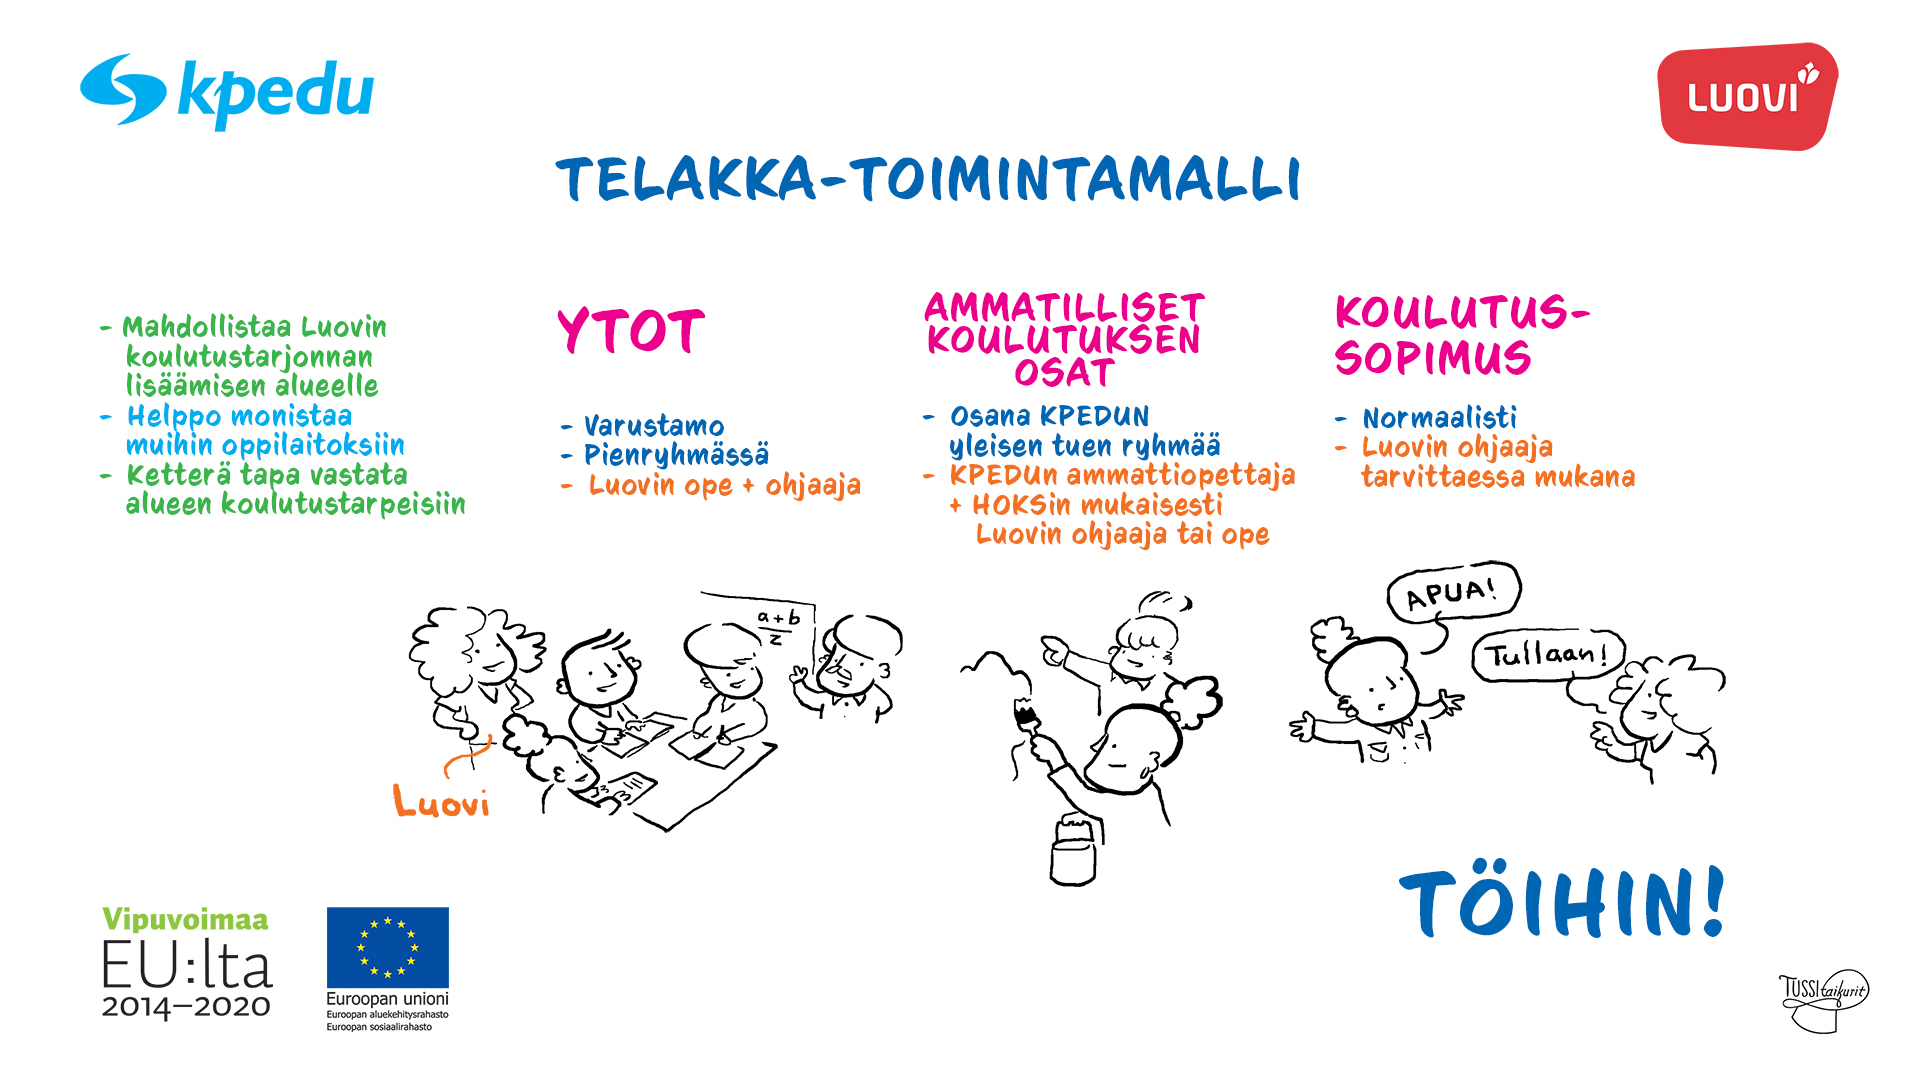 kpedu
LUOVI
TELAKKA-TOIMINTAMALLI
- Mahdollistaa Luovin
koulutustarjonnan
lisäämisen alueelle
- Helppo monistaa
muihin oppilaitoksiin
- Ketterä tapa vastata
alueen koulutustarpeisiin
YTOT
- Varustamo
- Pienryhmässä
- Luovin ope + ohjaaja
AMMATILLISET
KOULUTUKSEN
OSAT
- Osana KPEDUN
yleisen tuen ryhmää
- KPEDUn ammattiopettaja
+ HOKSin mukaisesti
Luovin ohjaaja tai ope
KOULUTUS-
SOPIMUS
- Normaalisti
- Luovin ohjaaja
tarvittaessa mukana
a+b
z
APUA!
Tullaan!
Luovi
TÖIHIN!
Vipuvoimaa
EU:lta
2014–2020
Euroopan unioni
Euroopan aluekehitysrahasto
Euroopan sosiaalirahasto
TUSSItaikurit